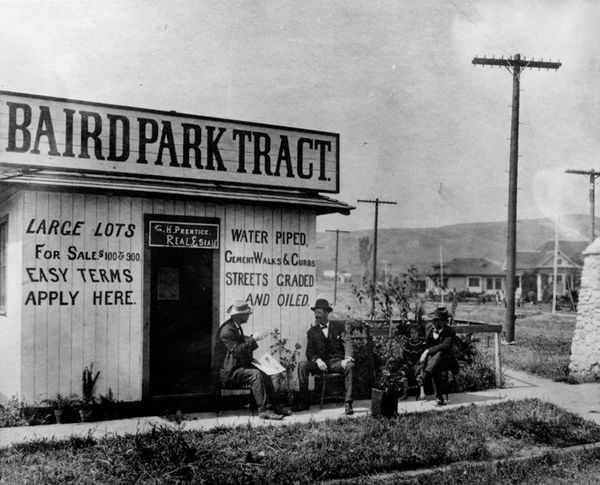 BAIRD PARK TRACT.
LARGE LOTS
FOR SALE $100 TO 900.
EASY TERMS
APPLY HERE.
G.H. PRENTICE.
REAL ESTATE
WATER PIPED.
CEMENT WALKS & CURBS
STREETS GRADED
AND OILED.